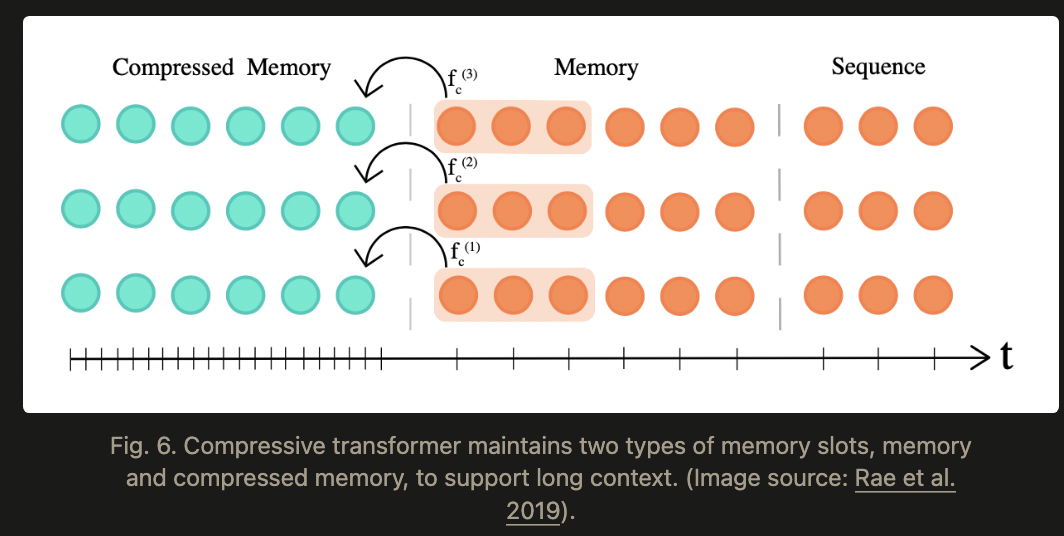 Compressed Memory
Memory
Sequence
f_c^(3)
f_c^(2)
f_c^(1)
t
Fig. 6. Compressive transformer maintains two types of memory slots, memory
and compressed memory, to support long context. (Image source: Rae et al.
2019).